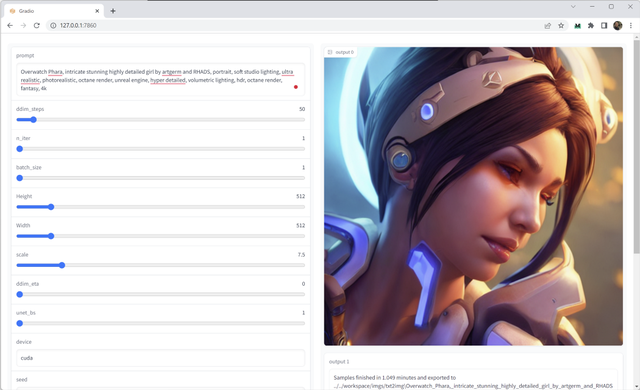 Gradio
127.0.0.1:7860
prompt
Overwatch Phara, intricate stunning highly detailed girl by artgerm and RHADS, portrait, soft studio lighting, ultra
realistic, photorealistic, octane render, unreal engine, hyper detailed, volumetric lighting, hdr, octane render,
fantasy, 4k
ddim_steps 50
n_iter 1
batch_size 1
Height 512
Width 512
scale 7.5
ddim_eta 0
unet_bs 1
device
cuda
seed
output 0
output 1
Samples finished in 1.049 minutes and exported to
../../workspace/imgs/txt2img\Overwatch_Phara,_intricate_stunning_highly_detailed_girl_by_artgerm_and_RHADS